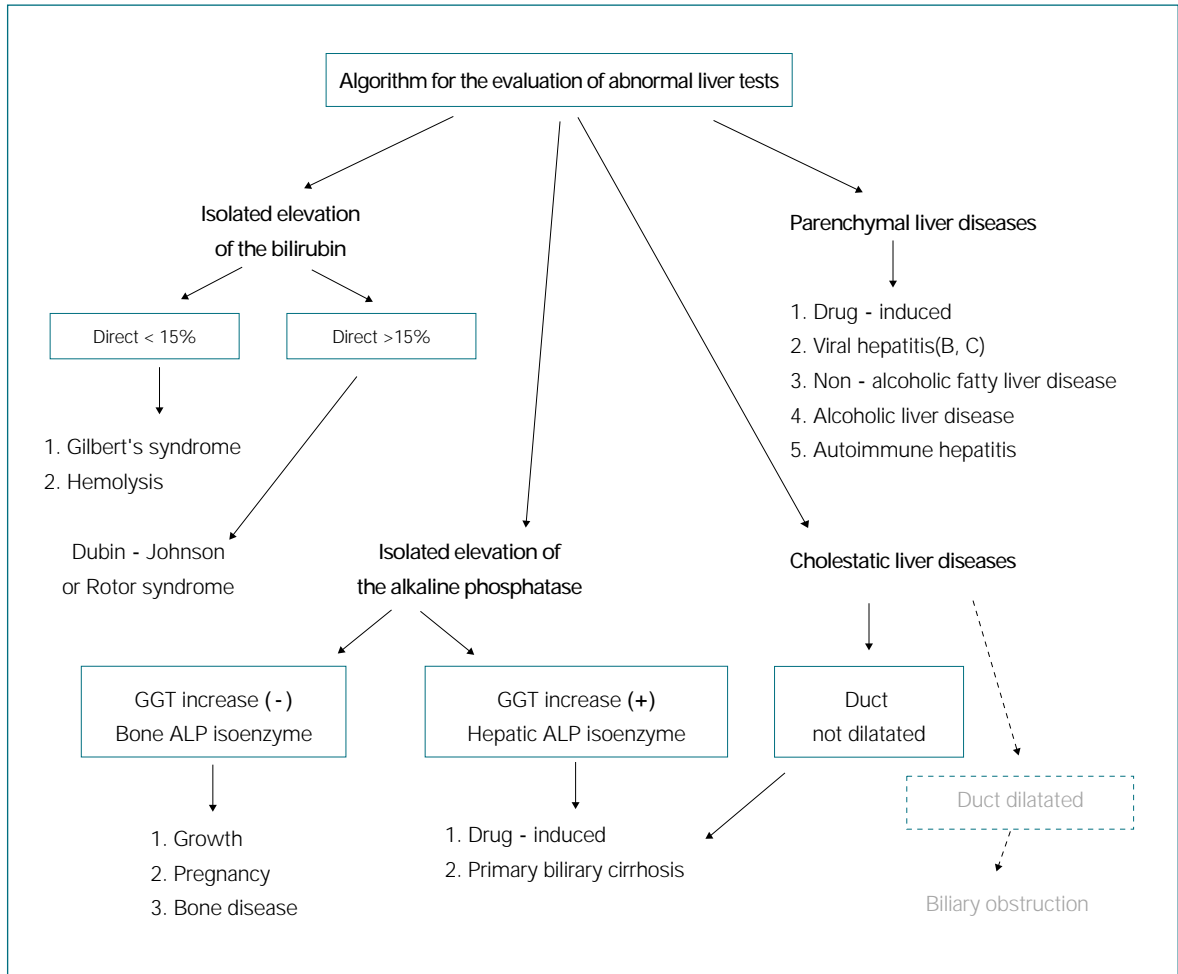 Algorithm for the evaluation of abnormal liver tests
Isolated elevation
of the bilirubin
Parenchymal liver diseases
Direct < 15%
Direct >15%
1. Drug - induced
2. Viral hepatitis(B, C)
3. Non - alcoholic fatty liver disease
4. Alcoholic liver disease
5. Autoimmune hepatitis
1. Gilbert's syndrome
2. Hemolysis
Dubin - Johnson
or Rotor syndrome
Isolated elevation of
the alkaline phosphatase
Cholestatic liver diseases
GGT increase (-)
Bone ALP isoenzyme
GGT increase (+)
Hepatic ALP isoenzyme
Duct
not dilatated
Duct dilatated
1. Growth
2. Pregnancy
3. Bone disease
1. Drug - induced
2. Primary bilirary cirrhosis
Biliary obstruction